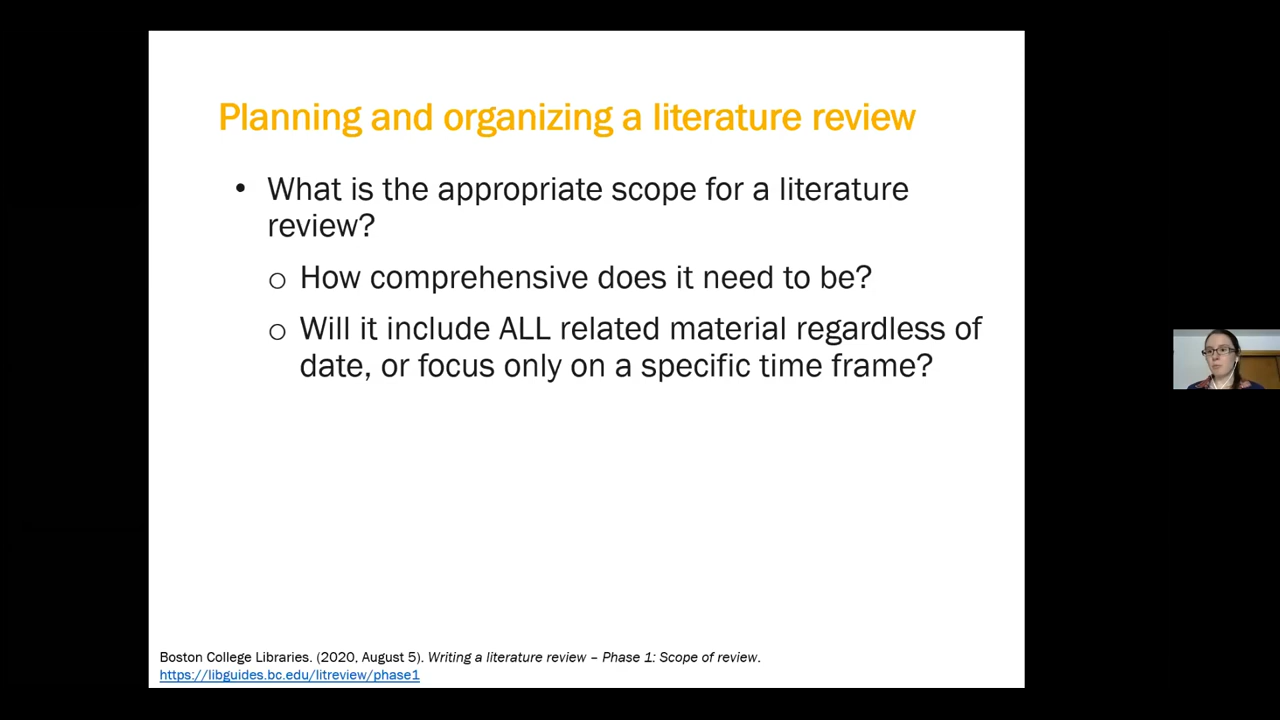 Planning and organizing a literature review
• What is the appropriate scope for a literature
review?
o How comprehensive does it need to be?
o Will it include ALL related material regardless of
date, or focus only on a specific time frame?
Boston College Libraries. (2020, August 5). Writing a literature review – Phase 1: Scope of review.
https://libguides.bc.edu/litreview/phase1